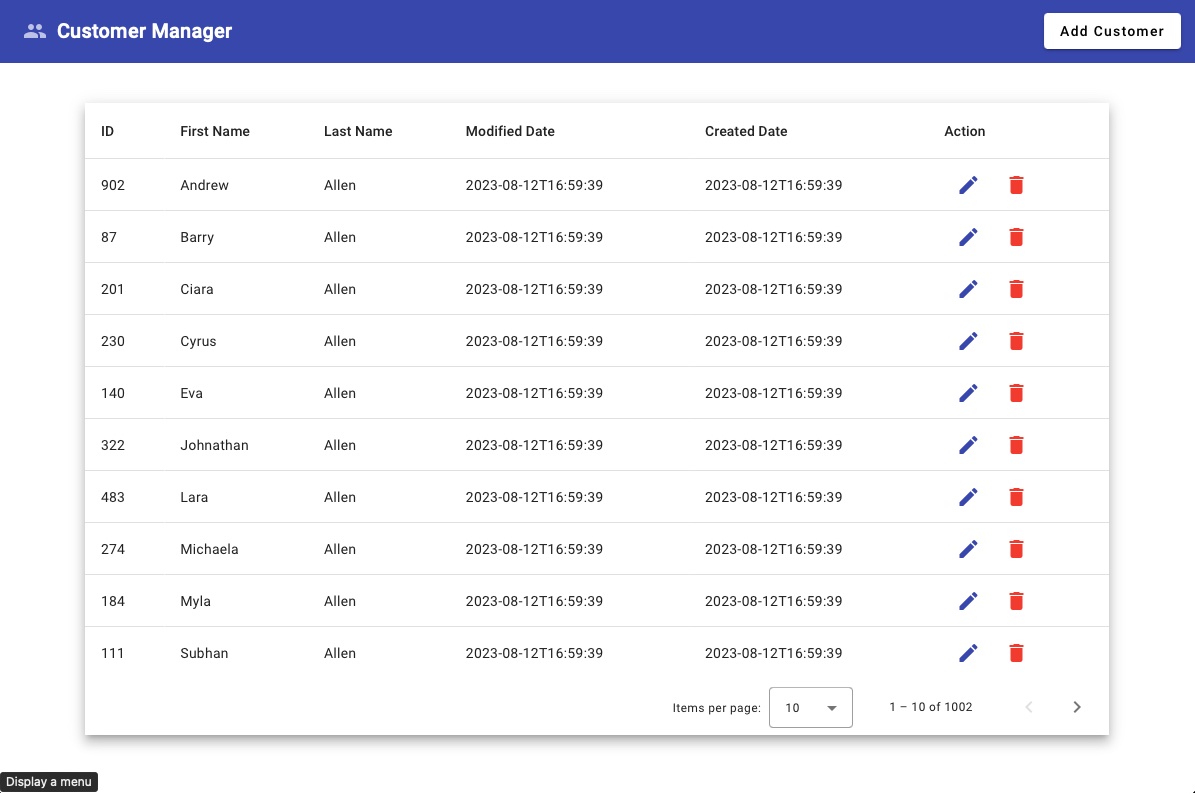 Customer Manager
Add Customer
ID First Name Last Name Modified Date Created Date Action
902 Andrew Allen 2023-08-12T16:59:39 2023-08-12T16:59:39
87 Barry Allen 2023-08-12T16:59:39 2023-08-12T16:59:39
201 Ciara Allen 2023-08-12T16:59:39 2023-08-12T16:59:39
230 Cyrus Allen 2023-08-12T16:59:39 2023-08-12T16:59:39
140 Eva Allen 2023-08-12T16:59:39 2023-08-12T16:59:39
322 Johnathan Allen 2023-08-12T16:59:39 2023-08-12T16:59:39
483 Lara Allen 2023-08-12T16:59:39 2023-08-12T16:59:39
274 Michaela Allen 2023-08-12T16:59:39 2023-08-12T16:59:39
184 Myla Allen 2023-08-12T16:59:39 2023-08-12T16:59:39
111 Subhan Allen 2023-08-12T16:59:39 2023-08-12T16:59:39
Items per page: 10 1 – 10 of 1002
Display a menu